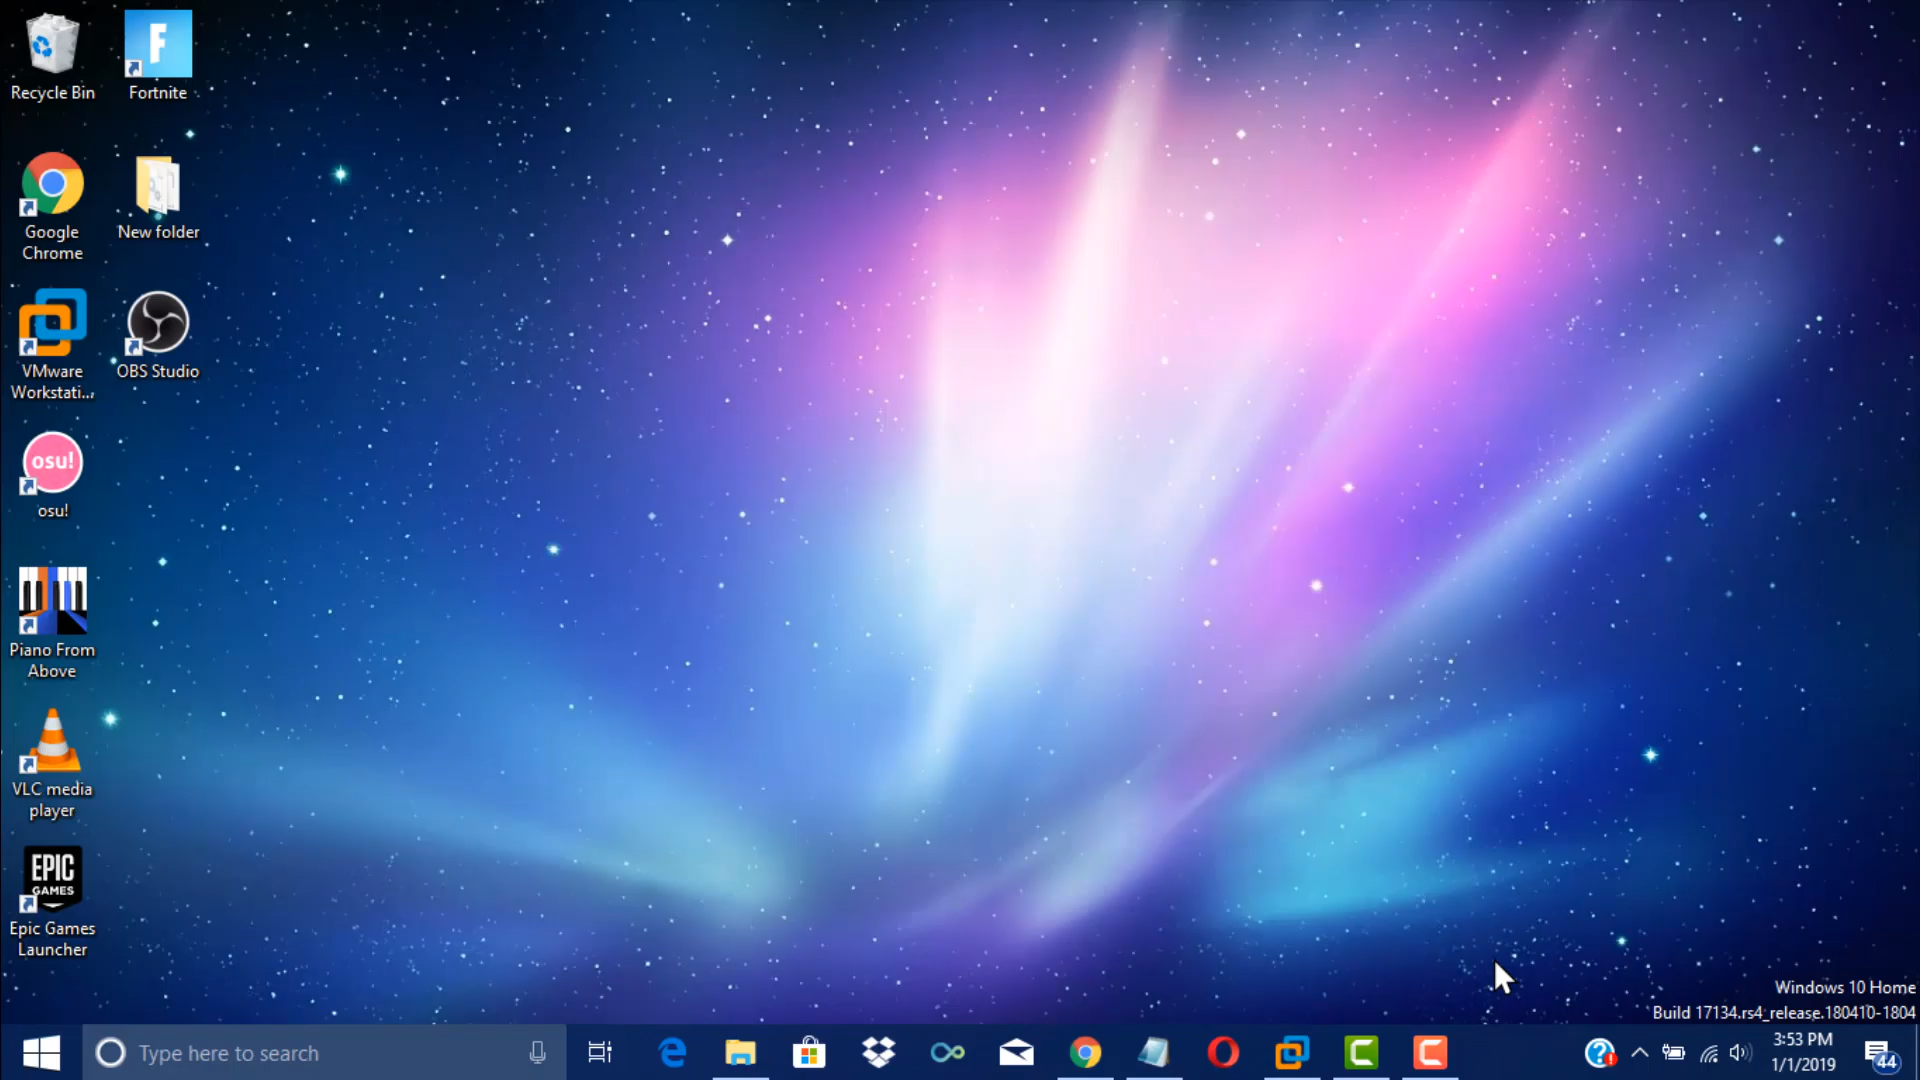 Recycle Bin
Fortnite
Google
Chrome
New folder
VMware
Workstati...
OBS Studio
osu!
osu!
Piano From
Above
VLC media
player
EPIC
GAMES
Epic Games
Launcher
Windows 10 Home
Build 17134.rs4_release.180410-1804
Type here to search
3:53 PM
1/1/2019
44